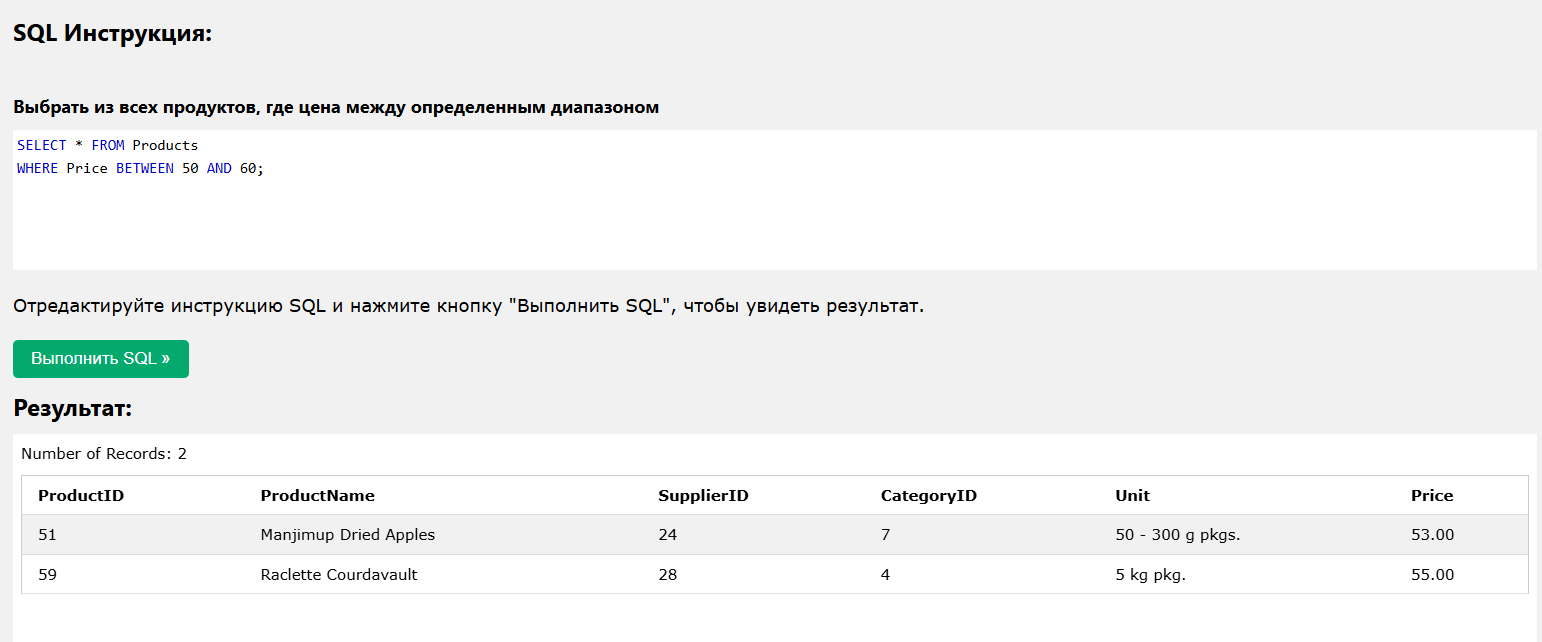 SQL Инструкция:
Выбрать из всех продуктов, где цена между определенным диапазоном
SELECT * FROM Products
WHERE Price BETWEEN 50 AND 60;
Отредактируйте инструкцию SQL и нажмите кнопку "Выполнить SQL", чтобы увидеть результат.
Выполнить SQL »
Результат:
Number of Records: 2
ProductID ProductName SupplierID CategoryID Unit Price
51 Manjimup Dried Apples 24 7 50 - 300 g pkgs. 53.00
59 Raclette Courdavault 28 4 5 kg pkg. 55.00